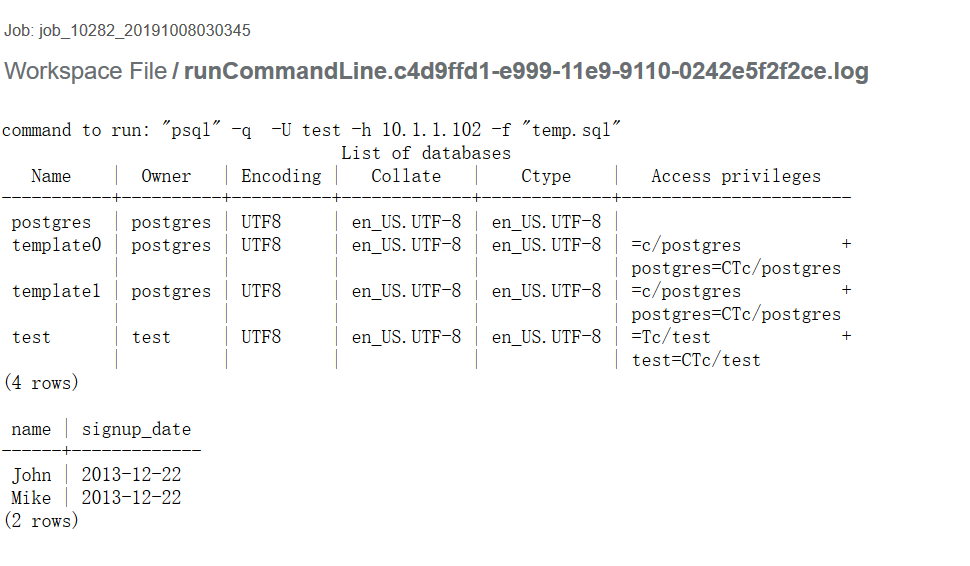 Job: job_10282_20191008030345
Workspace File / runCommandLine.c4d9ffd1-e999-11e9-9110-0242e5f2f2ce.log
command to run: "psql" -q  -U test -h 10.1.1.102 -f "temp.sql"
                                  List of databases
   Name    |  Owner   | Encoding |   Collate   |    Ctype    |   Access privileges
-----------+----------+----------+-------------+-------------+-----------------------
 postgres  | postgres | UTF8     | en_US.UTF-8 | en_US.UTF-8 |
 template0 | postgres | UTF8     | en_US.UTF-8 | en_US.UTF-8 | =c/postgres          +
           |          |          |             |             | postgres=CTc/postgres
 template1 | postgres | UTF8     | en_US.UTF-8 | en_US.UTF-8 | =c/postgres          +
           |          |          |             |             | postgres=CTc/postgres
 test      | test     | UTF8     | en_US.UTF-8 | en_US.UTF-8 | =Tc/test             +
           |          |          |             |             | test=CTc/test
(4 rows)
 name | signup_date
------+-------------
 John | 2013-12-22
 Mike | 2013-12-22
(2 rows)